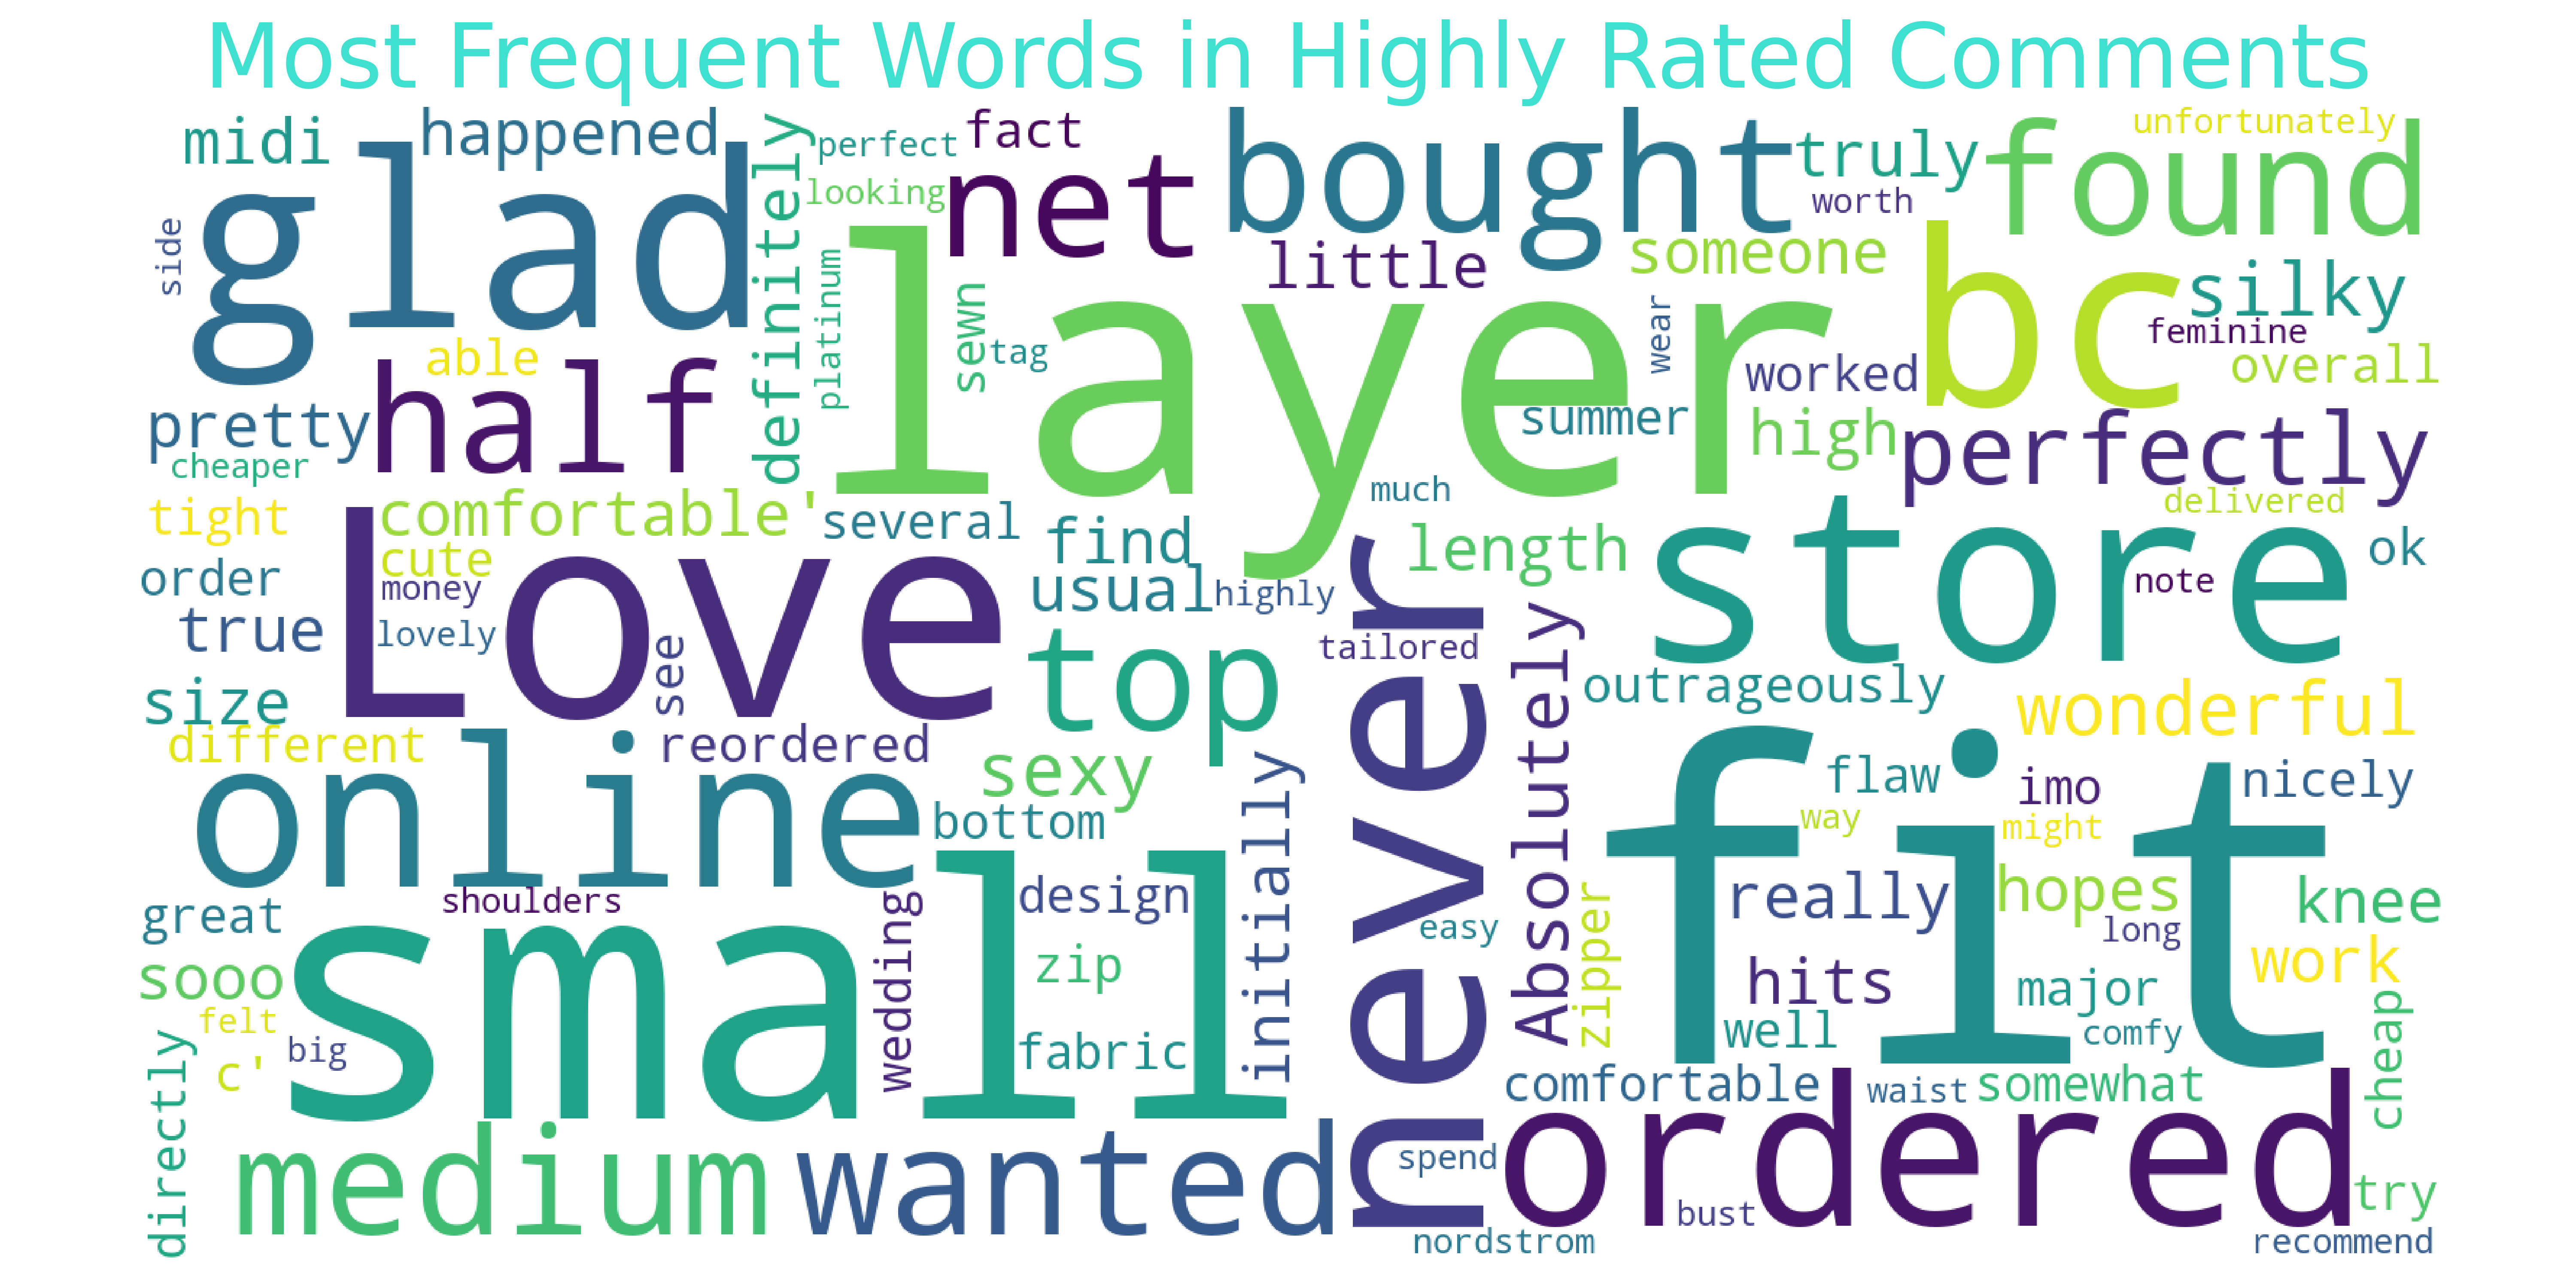 Most Frequent Words in Highly Rated Comments
midi
happened
definitely
perfect
fact
bought
truly
found
unfortunately
glad
looking
net
worth
side
little
someone
bc
silky
platinum
sewn
layer
wear
feminine
able
tag
worked
overall
half
summer
high
perfectly
pretty
cheaper
much
delivered
tight
comfortable'
several
find
length
store
ok
cute
Love
order
money
usual
highly
note
true
lovely
see
top
tailored
never
Absolutely
outrageously
size
wonderful
different
reordered
sexy
initially
fit
flaw
imo
nicely
online
bottom
way
might
great
shoulders
wedding
design
easy
zipper
really
hopes
knee
long
sooo
small
zip
hits
major
work
felt
big
c'
fabric
well
comfy
cheap
directly
comfortable
waist
somewhat
medium
wanted
spend
ordered
try
bust
nordstrom
recommend